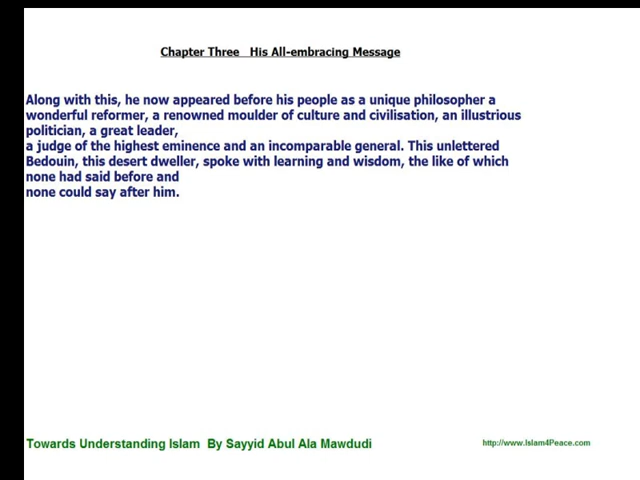 Chapter Three   His All-embracing Message
Along with this, he now appeared before his people as a unique philosopher a
wonderful reformer, a renowned moulder of culture and civilisation, an illustrious
politician, a great leader,
a judge of the highest eminence and an incomparable general. This unlettered
Bedouin, this desert dweller, spoke with learning and wisdom, the like of which
none had said before and
none could say after him.
Towards Understanding Islam  By Sayyid Abul Ala Mawdudi
http://www.Islam4Peace.com